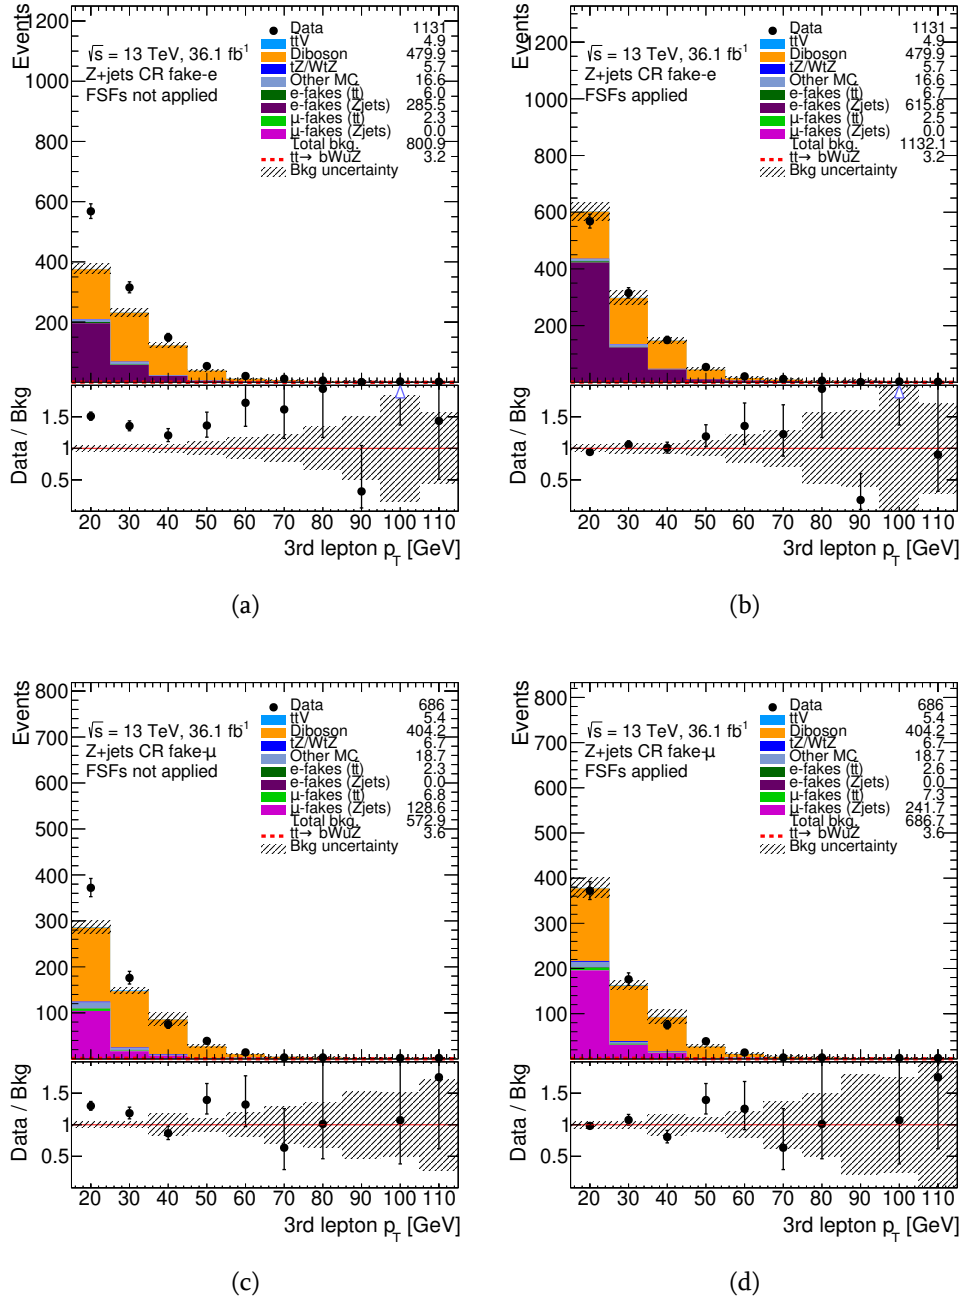 Events
1200
1000
800
600
400
200
√s = 13 TeV, 36.1 fb⁻¹
Z+jets CR fake-e
FSFs not applied
Data 1131
ttV 4.9
Diboson 479.9
tZ/WtZ 5.7
Other MC 16.6
e-fakes (tt̄) 6.0
e-fakes (Zjets) 285.5
μ-fakes (tt̄) 2.3
μ-fakes (Zjets) 0.0
Total bkg. 800.9
tt→ bWuZ 3.2
Bkg uncertainty
Data / Bkg
1.5
1
0.5
20 30 40 50 60 70 80 90 100 110
3rd lepton p_T [GeV]
(a)
Events
1200
1000
800
600
400
200
√s = 13 TeV, 36.1 fb⁻¹
Z+jets CR fake-e
FSFs applied
Data 1131
ttV 4.9
Diboson 479.9
tZ/WtZ 5.7
Other MC 16.6
e-fakes (tt̄) 6.7
e-fakes (Zjets) 615.8
μ-fakes (tt̄) 2.5
μ-fakes (Zjets) 0.0
Total bkg. 1132.1
tt→ bWuZ 3.2
Bkg uncertainty
Data / Bkg
1.5
1
0.5
20 30 40 50 60 70 80 90 100 110
3rd lepton p_T [GeV]
(b)
Events
800
700
600
500
400
300
200
100
√s = 13 TeV, 36.1 fb⁻¹
Z+jets CR fake-μ
FSFs not applied
Data 686
ttV 5.4
Diboson 404.2
tZ/WtZ 6.7
Other MC 18.7
e-fakes (tt̄) 2.3
e-fakes (Zjets) 0.0
μ-fakes (tt̄) 6.8
μ-fakes (Zjets) 128.6
Total bkg. 572.9
tt→ bWuZ 3.6
Bkg uncertainty
Data / Bkg
1.5
1
0.5
20 30 40 50 60 70 80 90 100 110
3rd lepton p_T [GeV]
(c)
Events
800
700
600
500
400
300
200
100
√s = 13 TeV, 36.1 fb⁻¹
Z+jets CR fake-μ
FSFs applied
Data 686
ttV 5.4
Diboson 404.2
tZ/WtZ 6.7
Other MC 18.7
e-fakes (tt̄) 2.6
e-fakes (Zjets) 0.0
μ-fakes (tt̄) 7.3
μ-fakes (Zjets) 241.7
Total bkg. 686.7
tt→ bWuZ 3.6
Bkg uncertainty
Data / Bkg
1.5
1
0.5
20 30 40 50 60 70 80 90 100 110
3rd lepton p_T [GeV]
(d)